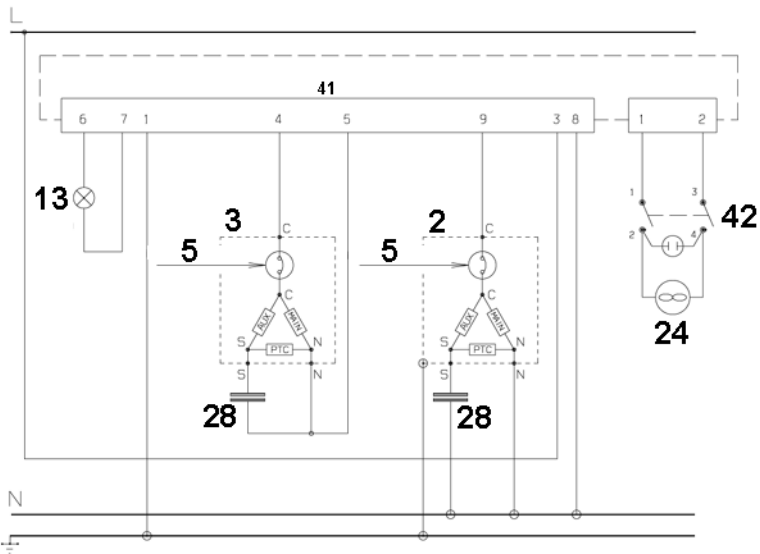 L
41
6 7 1 4 5 9 3 8 1 2
13
1 3
42
2 4
3 2
C C
5 5
24
C C
AUX MAIN AUX MAIN
S N S N
PTC PTC
S N S N
28 28
N